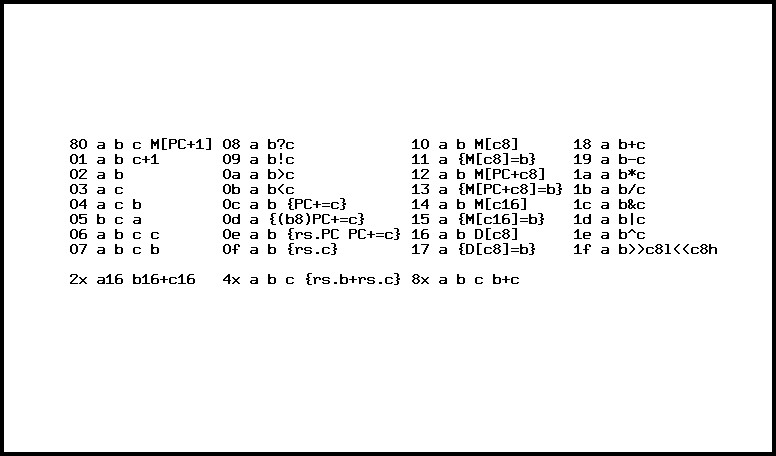 80 a b c M[PC+1] 08 a b?c 10 a b M[c8] 18 a b+c
01 a b c+1 09 a b!c 11 a {M[c8]=b} 19 a b-c
02 a b 0a a b>c 12 a b M[PC+c8] 1a a b*c
03 a c 0b a b<c 13 a {M[PC+c8]=b} 1b a b/c
04 a c b 0c a b {PC+=c} 14 a b M[c16] 1c a b&c
05 b c a 0d a {(b8)PC+=c} 15 a {M[c16]=b} 1d a b|c
06 a b c c 0e a b {rs.PC PC+=c} 16 a b D[c8] 1e a b^c
07 a b c b 0f a b {rs.c} 17 a {D[c8]=b} 1f a b>>c8l<<c8h
2x a16 b16+c16 4x a b c {rs.b+rs.c} 8x a b c b+c